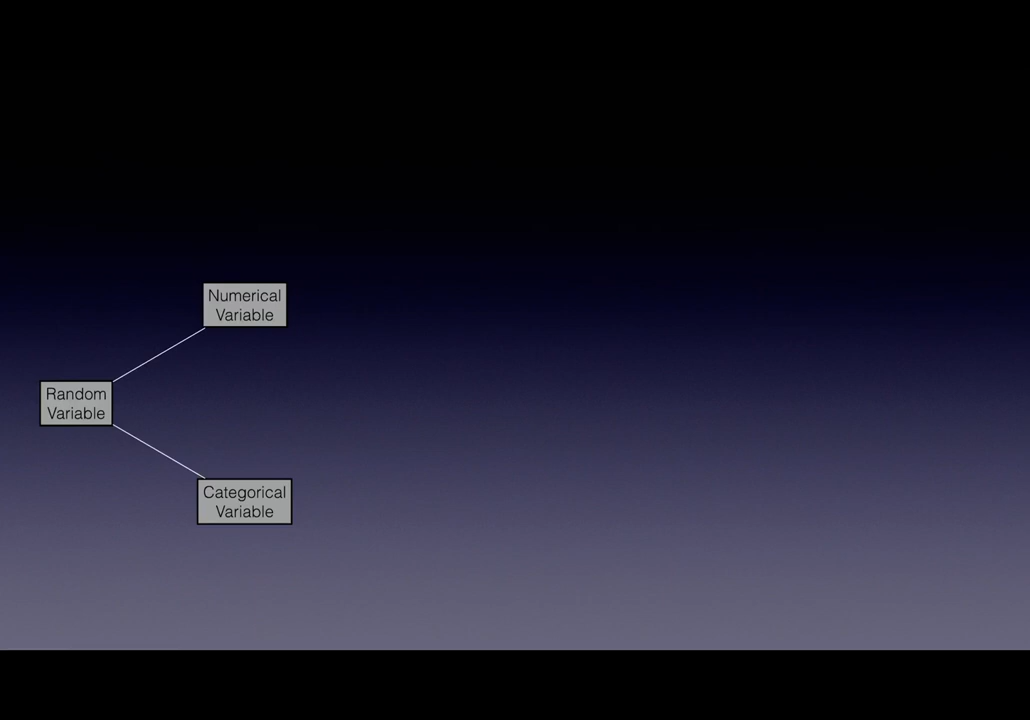 Numerical
Variable
Random
Variable
Categorical
Variable